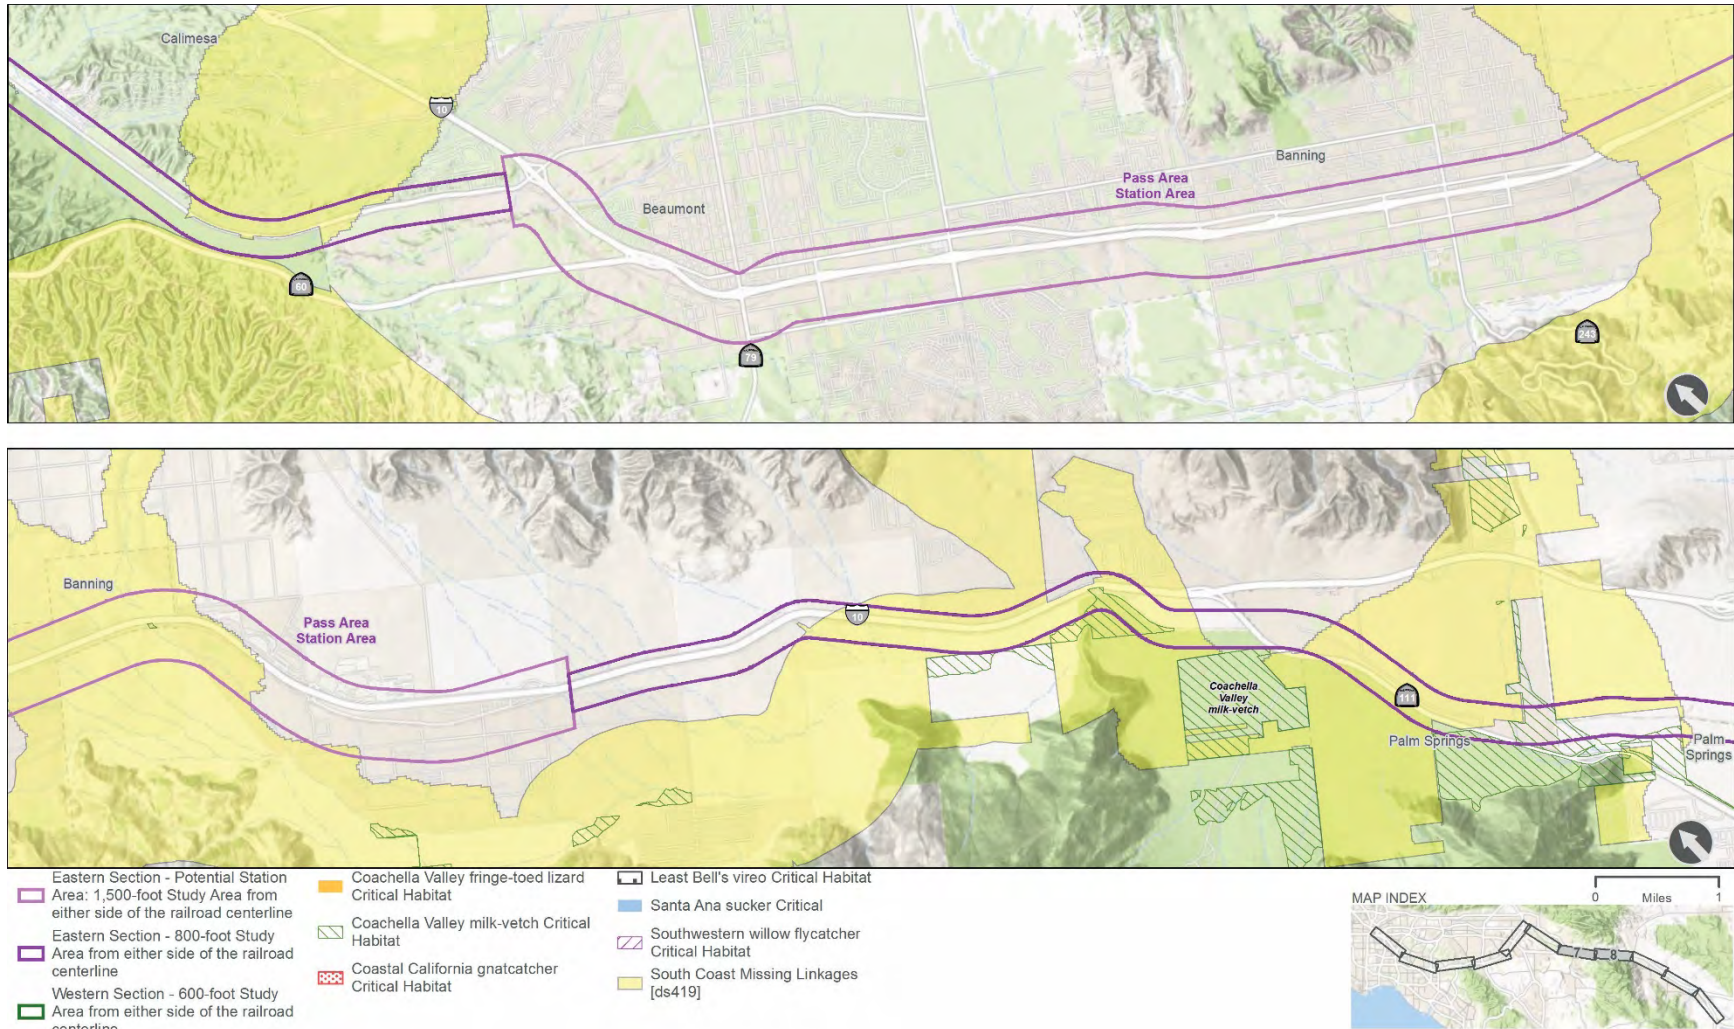 Calimesa
10
Beaumont
Banning
Pass Area
Station Area
60
79
243
Banning
Pass Area
Station Area
10
Coachella
Valley
milk-vetch
111
Palm Springs
Palm
Springs
Eastern Section - Potential Station
Area: 1,500-foot Study Area from
either side of the railroad centerline
Eastern Section - 800-foot Study
Area from either side of the railroad
centerline
Western Section - 600-foot Study
Area from either side of the railroad
centerline
Coachella Valley fringe-toed lizard
Critical Habitat
Coachella Valley milk-vetch Critical
Habitat
Coastal California gnatcatcher
Critical Habitat
Least Bell's vireo Critical Habitat
Santa Ana sucker Critical
Southwestern willow flycatcher
Critical Habitat
South Coast Missing Linkages
[ds419]
MAP INDEX
0 Miles 1
7
8